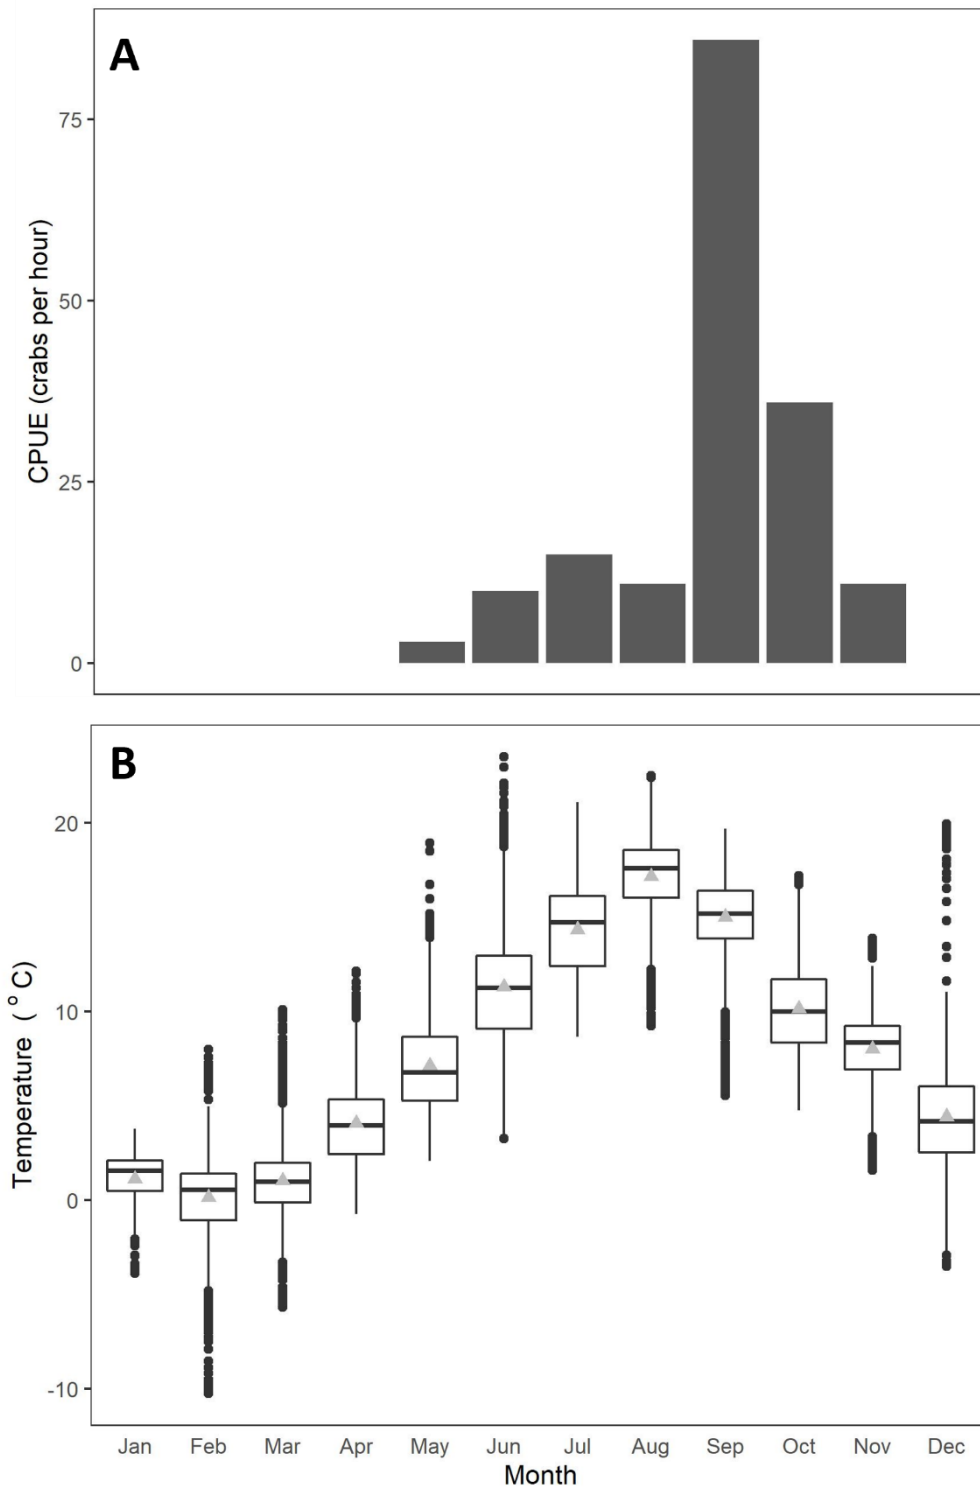 A
75
50
25
0
CPUE (crabs per hour)
B
20
10
0
-10
Temperature ( ° C)
Jan Feb Mar Apr May Jun Jul Aug Sep Oct Nov Dec
Month